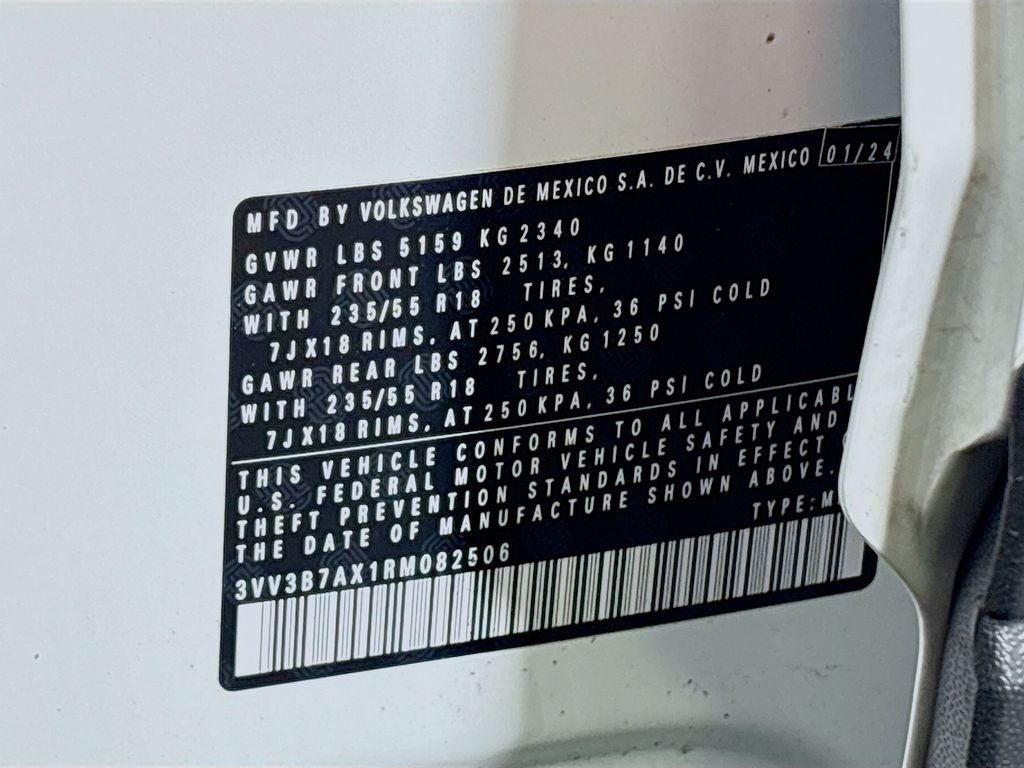 MFD BY VOLKSWAGEN DE MEXICO S.A. DE C.V. MEXICO 01/24
GVWR LBS 5159 KG 2340
GAWR FRONT LBS 2513, KG 1140
WITH 235/55 R18 TIRES,
7JX18 RIMS, AT 250 KPA, 36 PSI COLD
GAWR REAR LBS 2756, KG 1250
WITH 235/55 R18 TIRES,
7JX18 RIMS, AT 250 KPA, 36 PSI COLD
THIS VEHICLE CONFORMS TO ALL APPLICABL
U.S. FEDERAL MOTOR VEHICLE SAFETY AND
THEFT PREVENTION STANDARDS IN EFFECT
THE DATE OF MANUFACTURE SHOWN ABOVE.
3VV3B7AX1RM082506 TYPE: